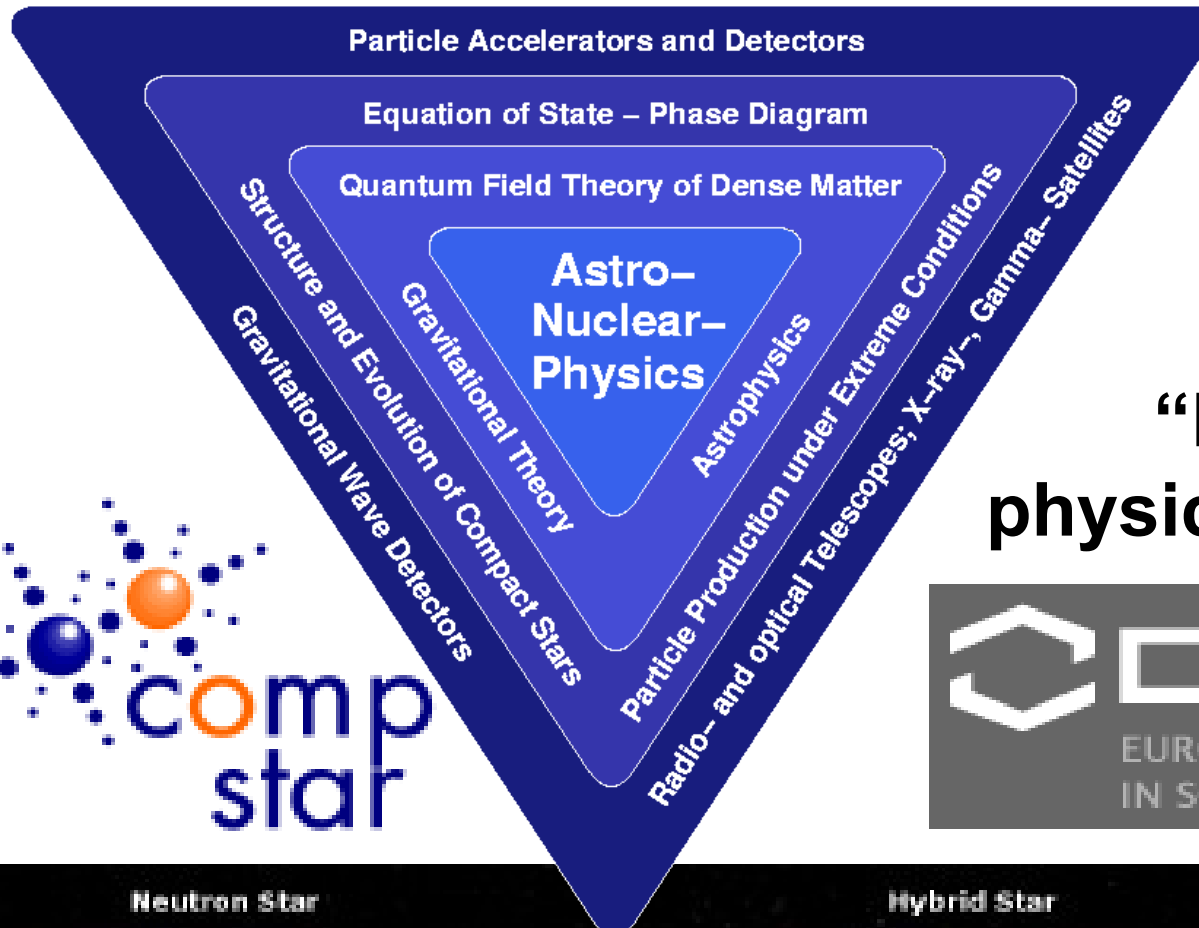 Particle Accelerators and Detectors
Equation of State – Phase Diagram
Quantum Field Theory of Dense Matter
Astro–
Nuclear–
Physics
Gravitational Theory
Astrophysics
Structure and Evolution of Compact Stars
Particle Production under Extreme Conditions
Gravitational Wave Detectors
Radio– and optical Telescopes; X–ray–, Gamma– Satellites
comp
star
IN
Neutron Star
Hybrid Star